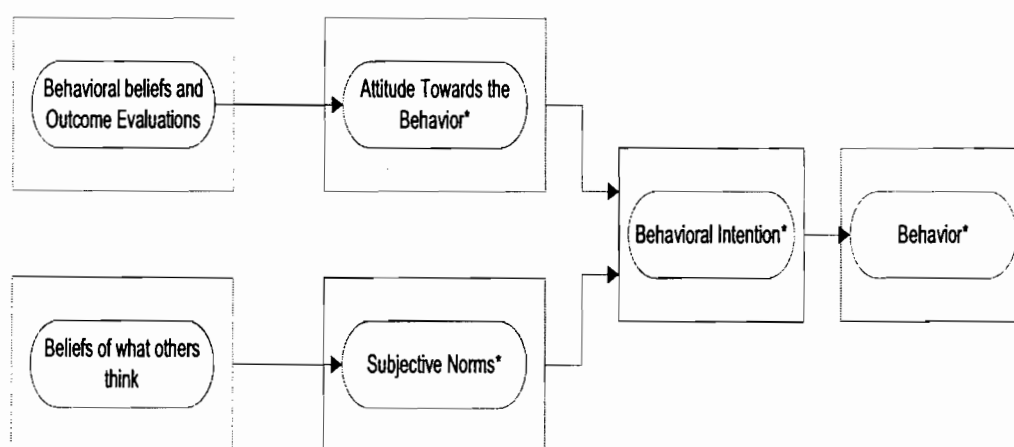 Behavioral beliefs and
Outcome Evaluations
Attitude Towards the
Behavior*
Behavioral Intention*
Behavior*
Beliefs of what others
think
Subjective Norms*